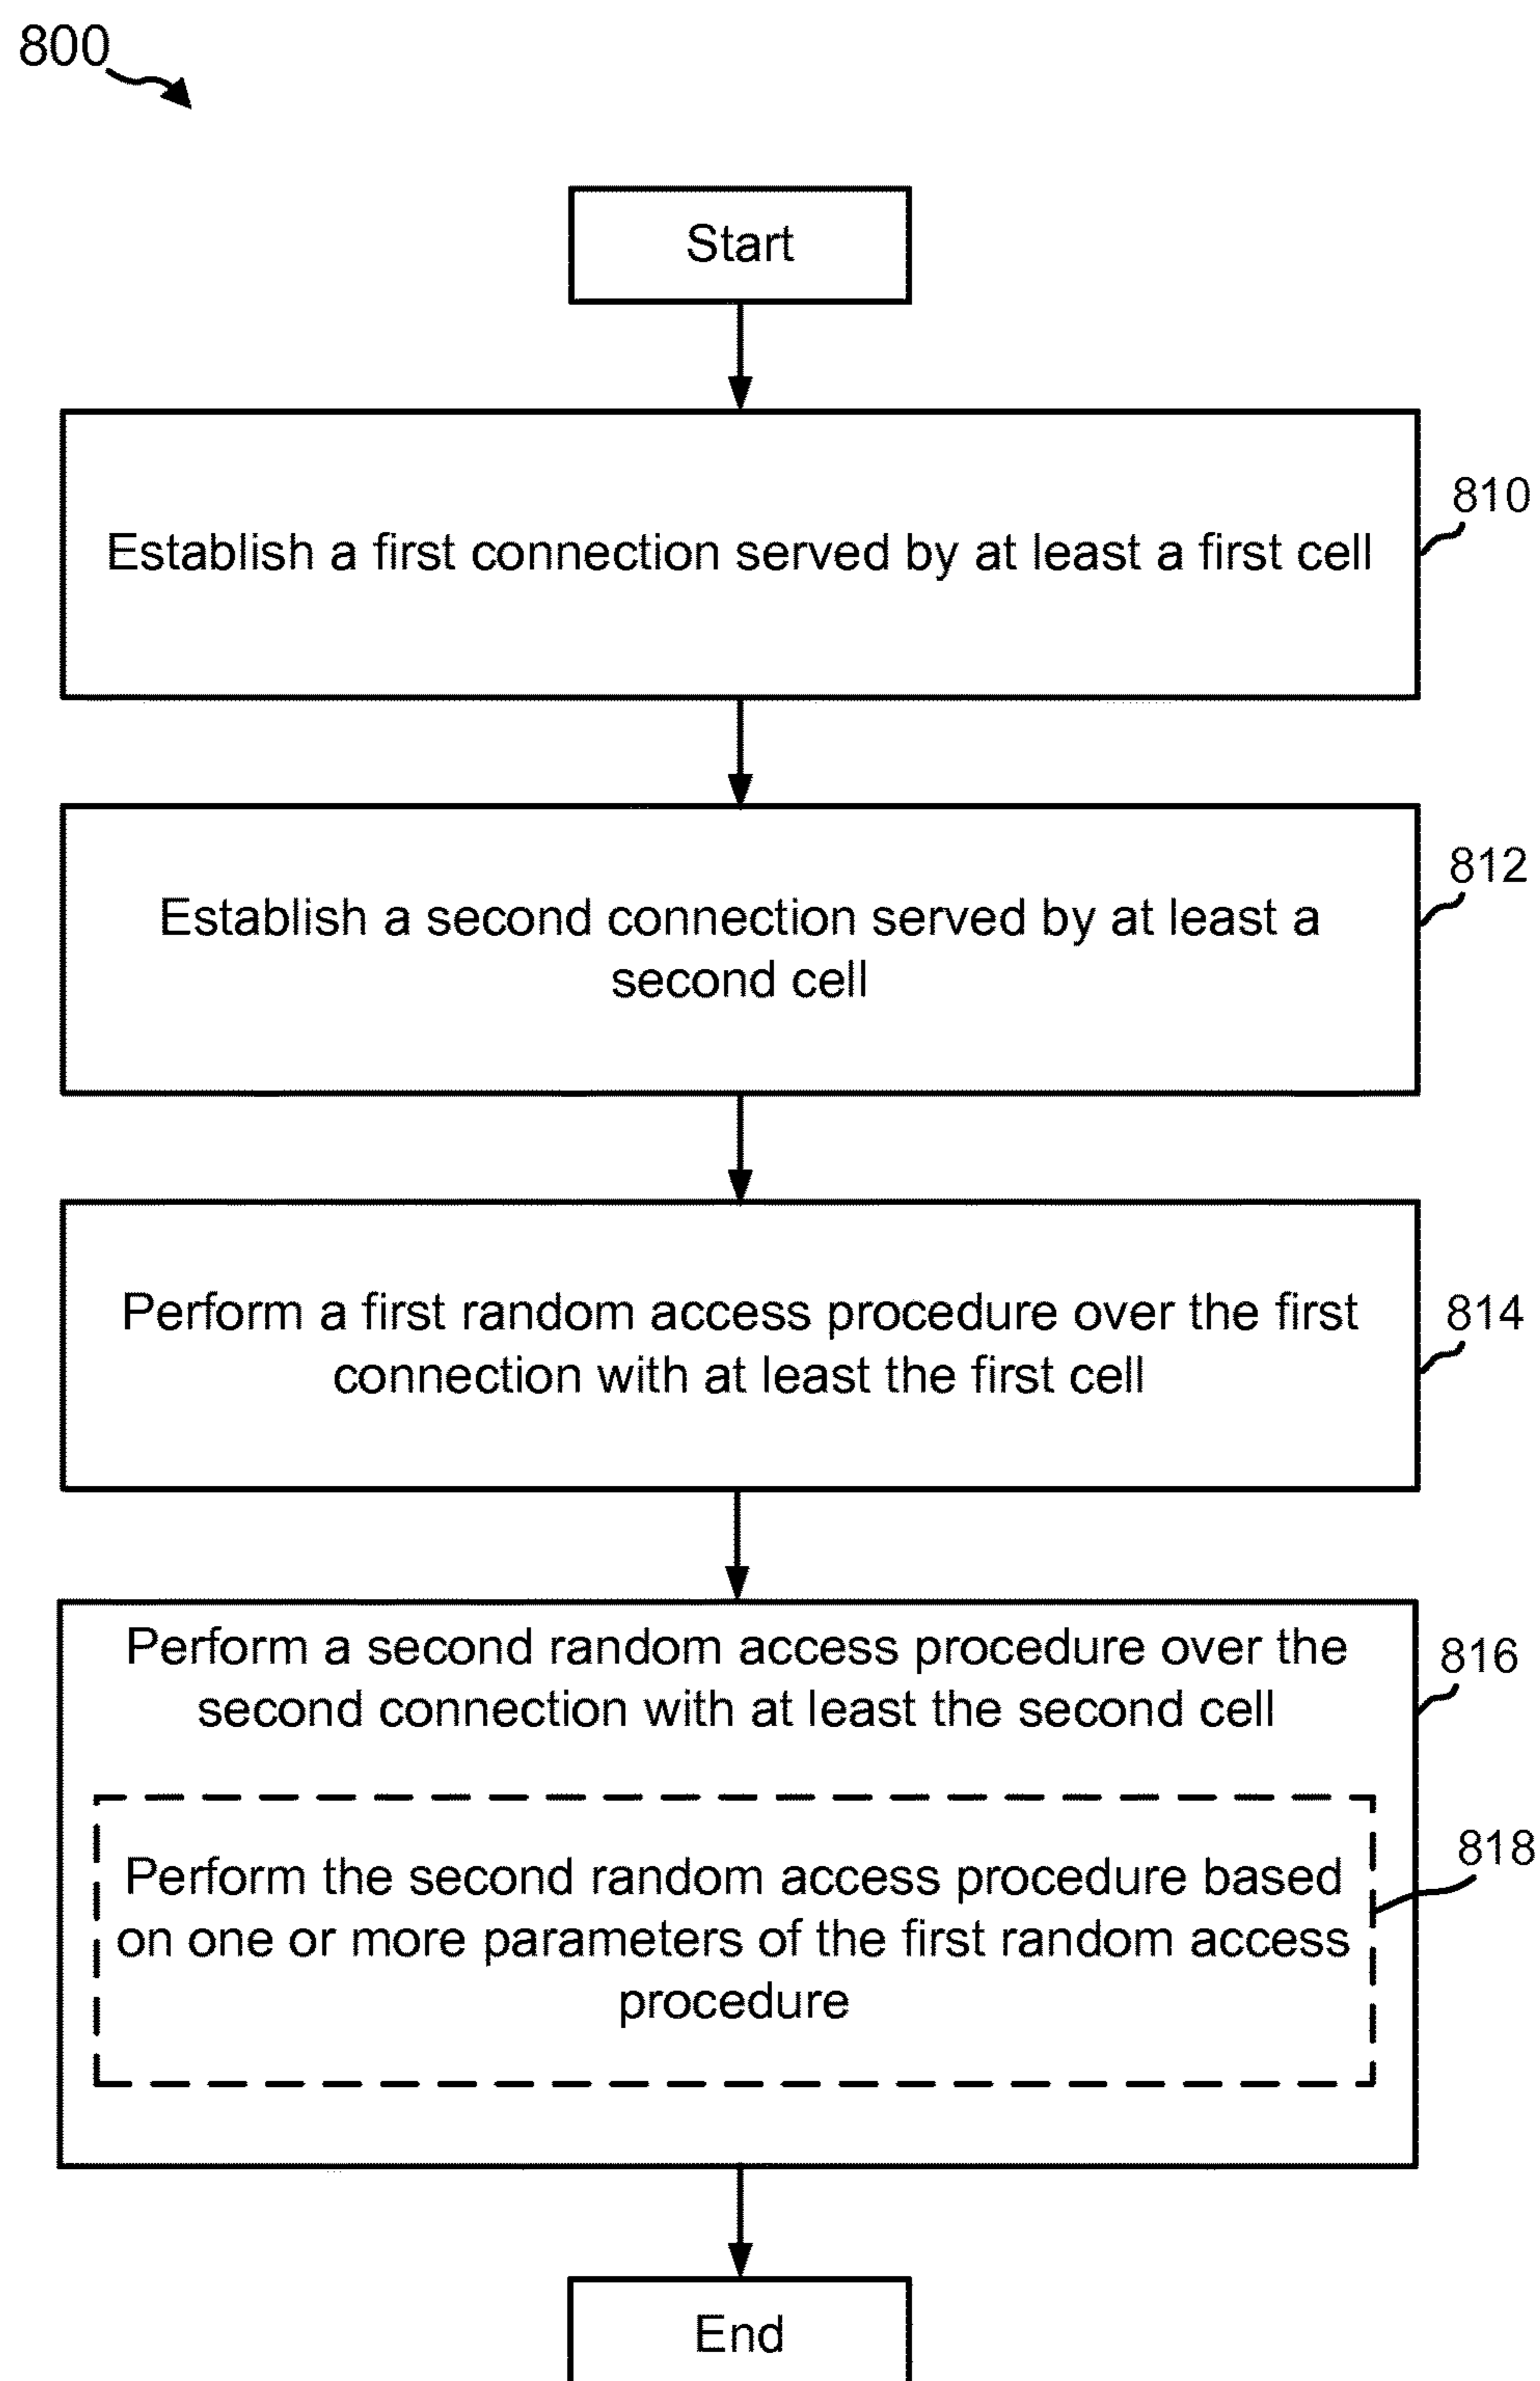 800
Start
Establish a first connection served by at least a first cell
810
Establish a second connection served by at least a
second cell
812
Perform a first random access procedure over the first
connection with at least the first cell
814
Perform a second random access procedure over the
second connection with at least the second cell
816
Perform the second random access procedure based
on one or more parameters of the first random access
procedure
818
End